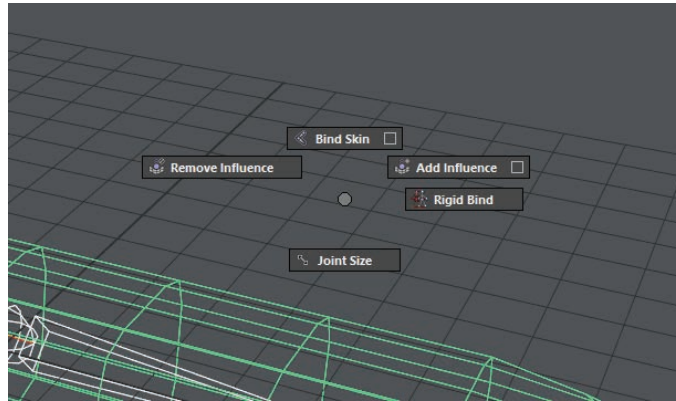 Bind Skin
Remove Influence
Add Influence
Rigid Bind
Joint Size